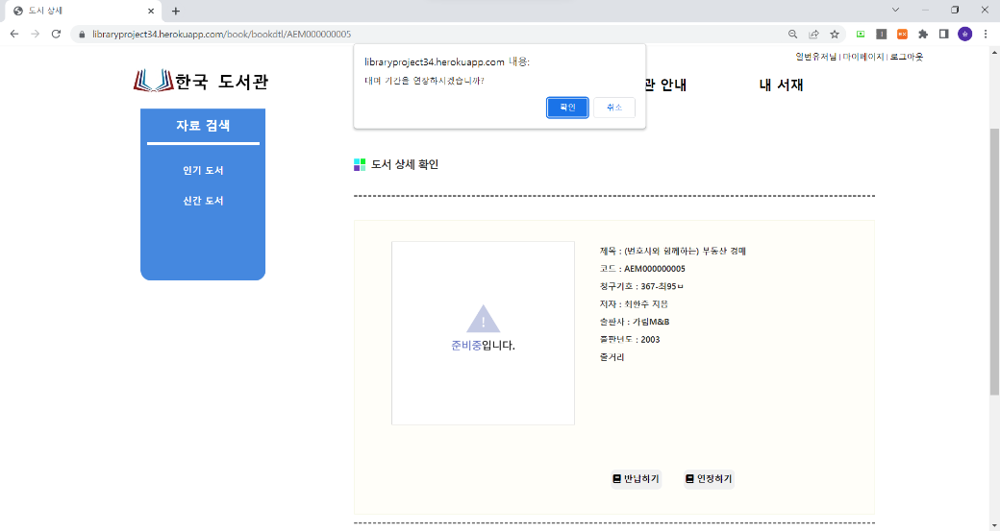 도서 상세
libraryproject34.herokuapp.com/book/bookdtl/AEM000000005
libraryproject34.herokuapp.com 내용:
대여 기간을 연장하시겠습니까?
확인 취소
일번유저님 | 마이페이지 | 로그아웃
한국 도서관
관 안내 내 서재
자료 검색
인기 도서
신간 도서
도서 상세 확인
준비중입니다.
제목 : (변호사와 함께하는) 부동산 경매
코드 : AEM000000005
청구기호 : 367-최95ㅂ
저자 : 최한수 지음
출판사 : 가림M&B
출판년도 : 2003
줄거리
반납하기 연장하기